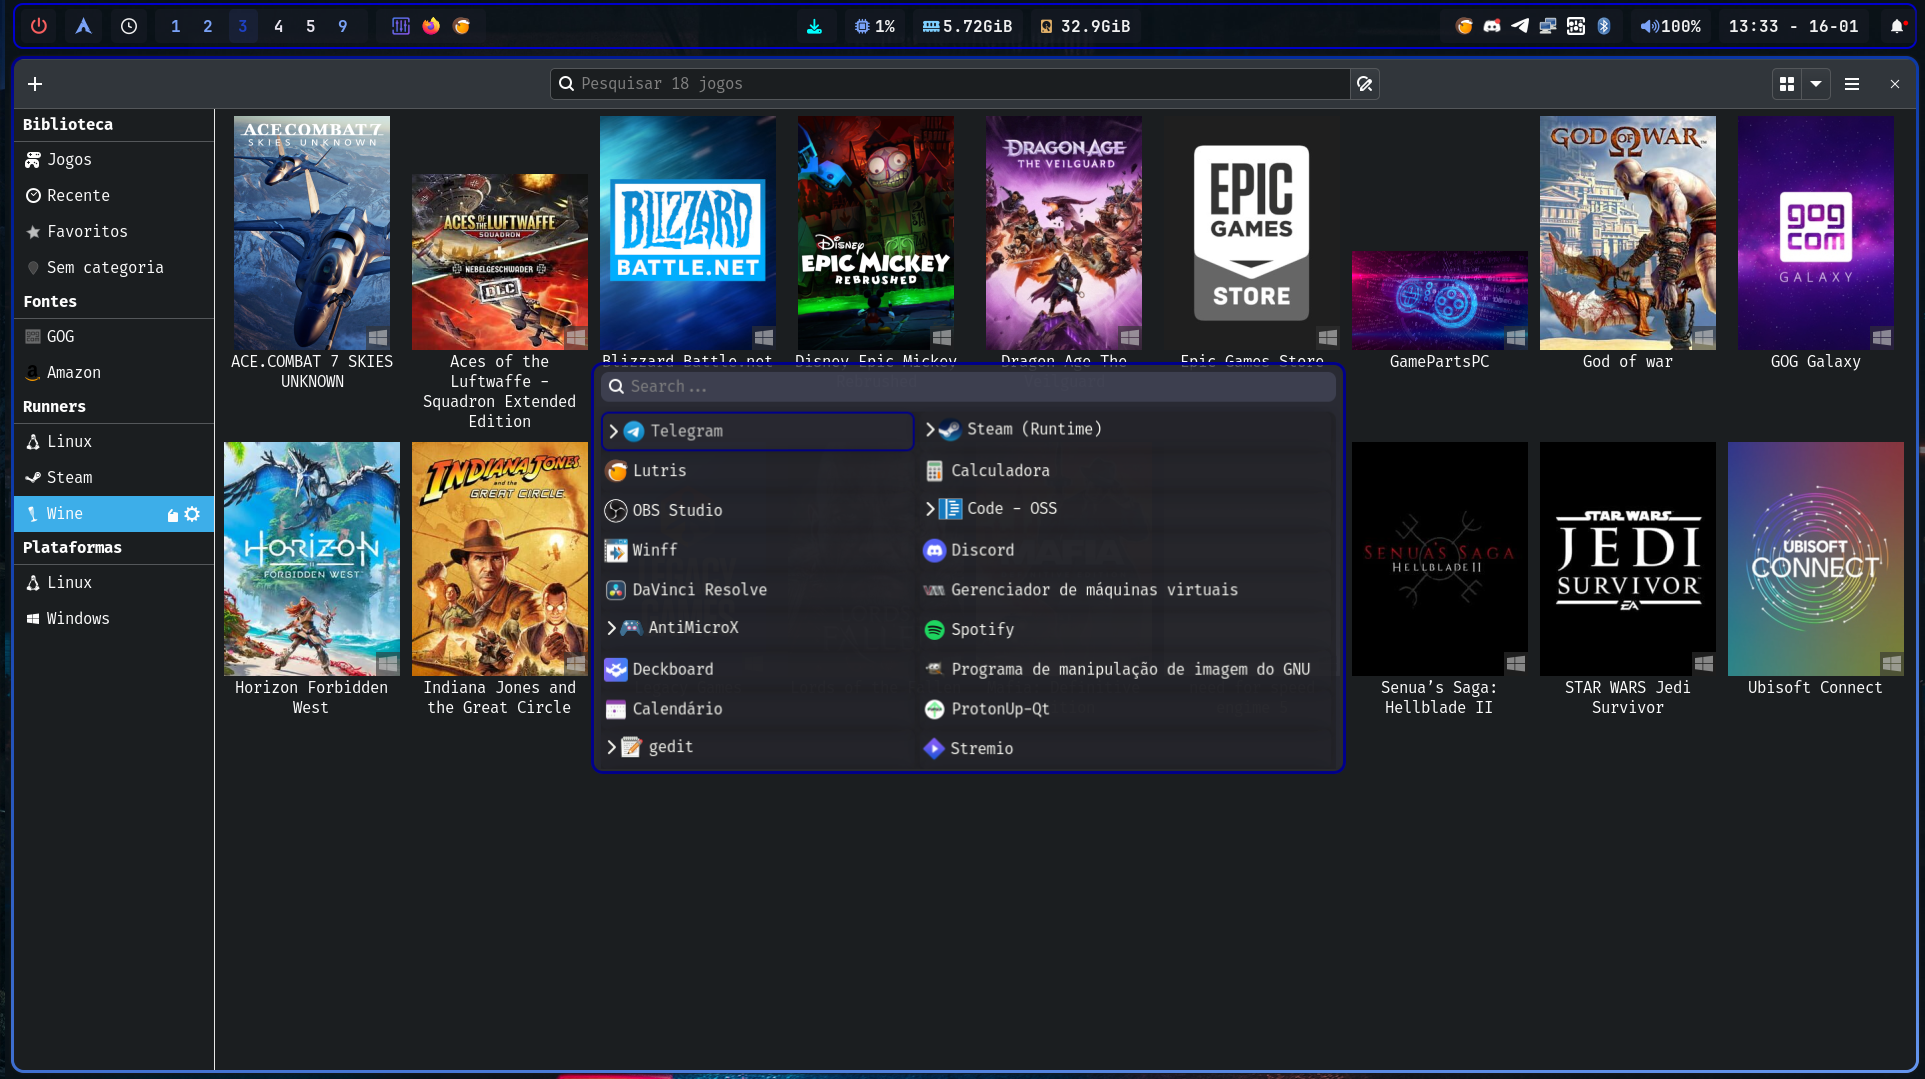 1 2 3 4 5 9
1%
5.72GiB
32.9GiB
100%
13:33 - 16-01
Pesquisar 18 jogos
Biblioteca
Jogos
Recente
Favoritos
Sem categoria
Fontes
GOG
Amazon
Runners
Linux
Steam
Wine
Plataformas
Linux
Windows
ACE COMBAT 7
SKIES UNKNOWN
ACE.COMBAT 7 SKIES
UNKNOWN
ACES OF THE LUFTWAFFE
SQUADRON
+
NEBELGESCHWADER
DLC
Aces of the
Luftwaffe -
Squadron Extended
Edition
BLIZZARD
BATTLE.NET
Blizzard Battle.net
Disney
EPIC MICKEY
REBRUSHED
Disney Epic Mickey
DRAGON AGE
THE VEILGUARD
Dragon Age The
EPIC
GAMES
STORE
Epic Games Store
GamePartsPC
GOD OF WAR
God of war
gog
com
GALAXY
GOG Galaxy
HORIZON
FORBIDDEN WEST
Horizon Forbidden
West
INDIANA JONES
and the
GREAT CIRCLE
Indiana Jones and
the Great Circle
SENUA'S SAGA
HELLBLADE II
Senua’s Saga:
Hellblade II
STAR WARS
JEDI
SURVIVOR
EA
STAR WARS Jedi
Survivor
UBISOFT
CONNECT
Ubisoft Connect
Search...
Telegram
Lutris
OBS Studio
Winff
DaVinci Resolve
AntiMicroX
Deckboard
Calendário
gedit
Steam (Runtime)
Calculadora
Code - OSS
Discord
Gerenciador de máquinas virtuais
Spotify
Programa de manipulação de imagem do GNU
ProtonUp-Qt
Stremio